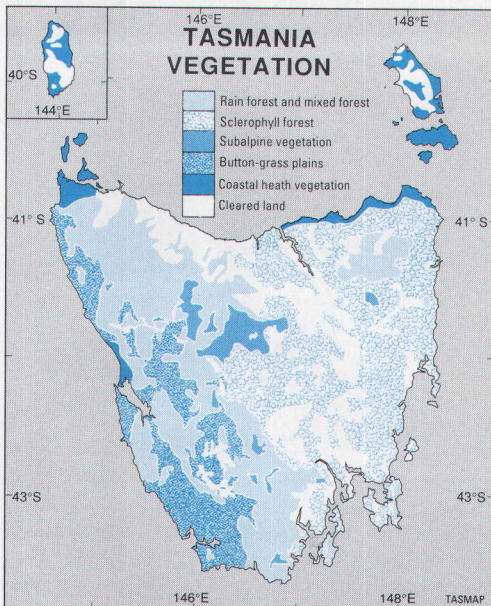 146°E
148°E
TASMANIA
VEGETATION
40°S
144°E
Rain forest and mixed forest
Sclerophyll forest
Subalpine vegetation
Button-grass plains
Coastal heath vegetation
Cleared land
41°S
41°S
43°S
43°S
146°E
148°E
TASMAP